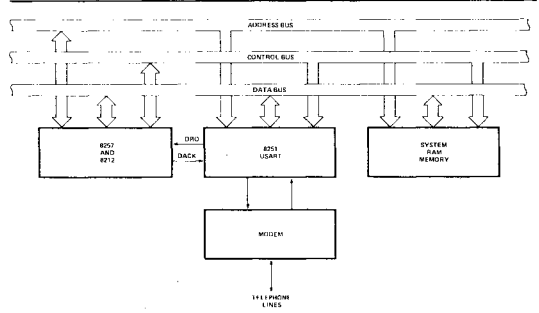 ADDRESS BUS
CONTROL BUS
DATA BUS
8257
AND
8212
DRQ
DACK
8251
USART
SYSTEM
RAM
MEMORY
MODEM
TELEPHONE
LINES